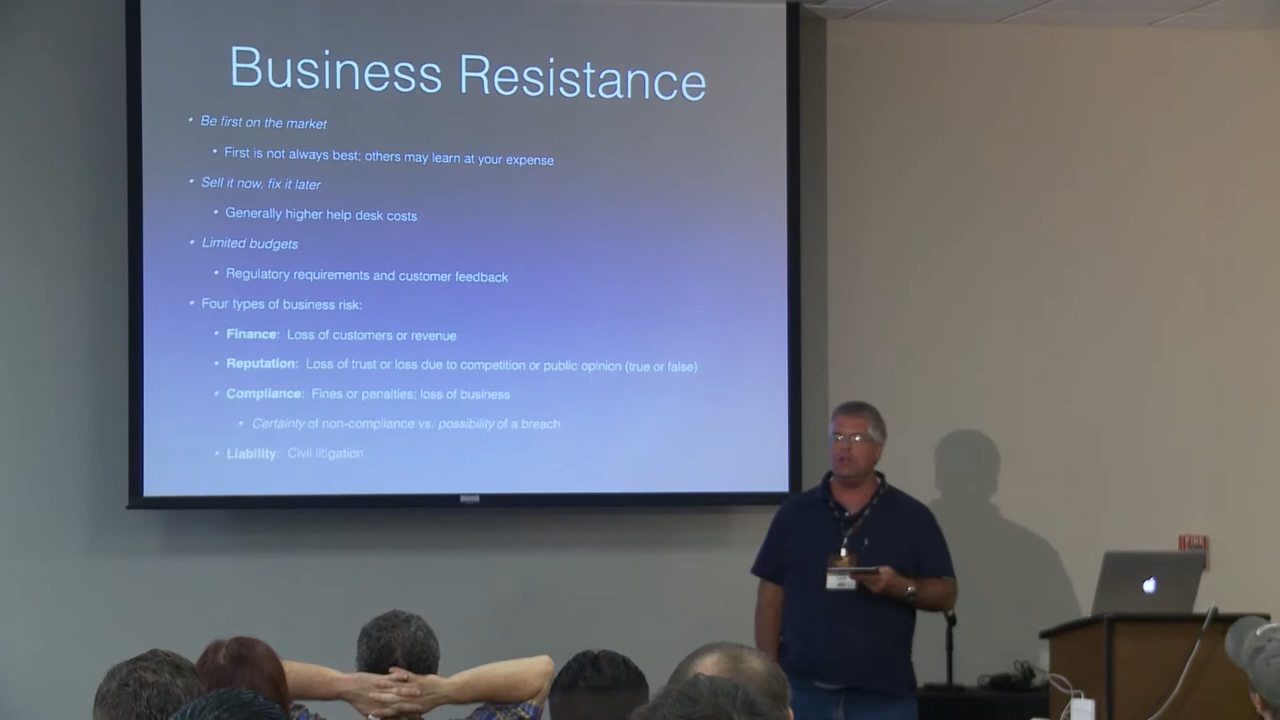 Business Resistance
• Be first on the market
• First is not always best; others may learn at your expense
• Sell it now, fix it later
• Generally higher help desk costs
• Limited budgets
• Regulatory requirements and customer feedback
• Four types of business risk:
• Finance: Loss of customers or revenue
• Reputation: Loss of trust or loss due to competition or public opinion (true or false)
• Compliance: Fines or penalties; loss of business
• Certainty of non-compliance vs. possibility of a breach
• Liability: Civil litigation
FIRE